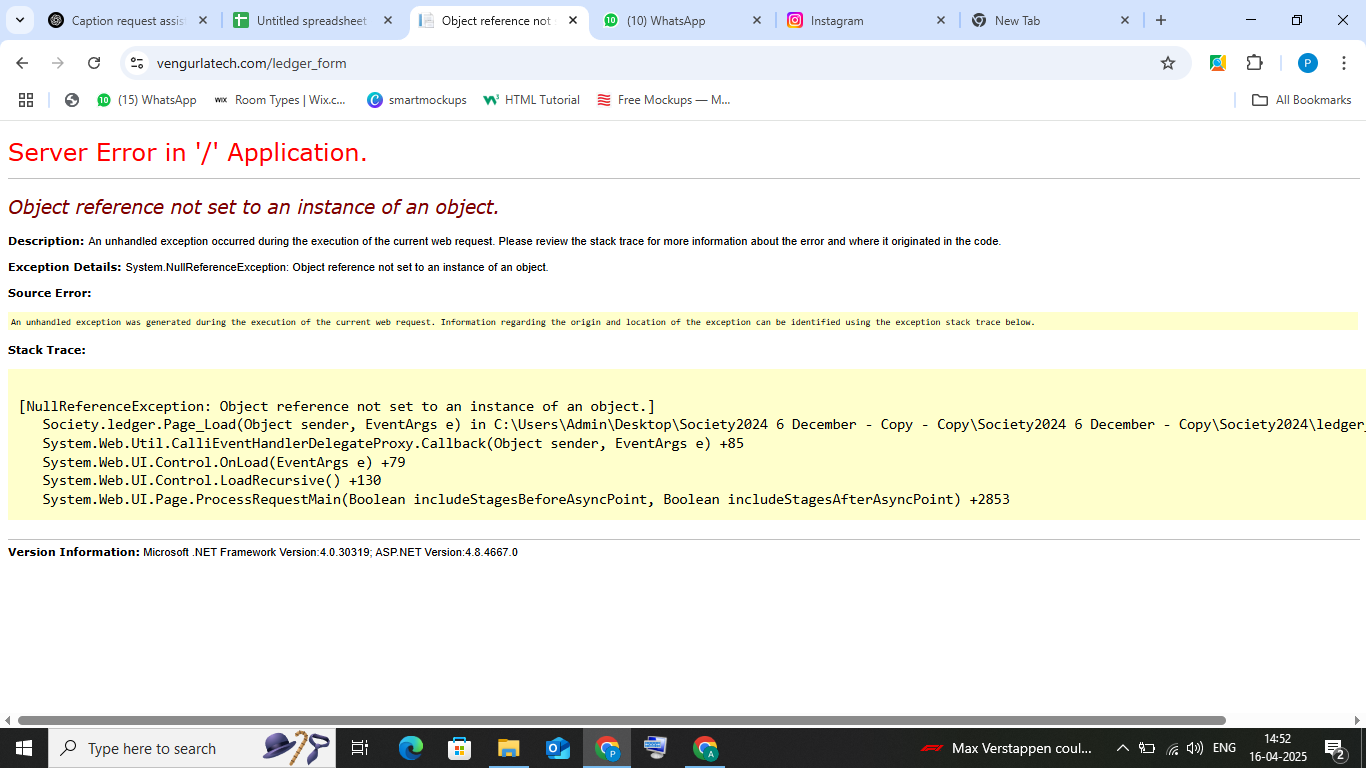 Caption request assis
Untitled spreadsheet
Object reference not
(10) WhatsApp
Instagram
New Tab
vengurlatech.com/ledger_form
P
(15) WhatsApp
WIX Room Types | Wix.c...
smartmockups
HTML Tutorial
Free Mockups — M...
All Bookmarks
Server Error in '/' Application.
Object reference not set to an instance of an object.
Description: An unhandled exception occurred during the execution of the current web request. Please review the stack trace for more information about the error and where it originated in the code.
Exception Details: System.NullReferenceException: Object reference not set to an instance of an object.
Source Error:
An unhandled exception was generated during the execution of the current web request. Information regarding the origin and location of the exception can be identified using the exception stack trace below.
Stack Trace:
[NullReferenceException: Object reference not set to an instance of an object.]
Society.ledger.Page_Load(Object sender, EventArgs e) in C:\Users\Admin\Desktop\Society2024 6 December - Copy - Copy\Society2024 6 December - Copy\Society2024\ledger_
System.Web.Util.CalliEventHandlerDelegateProxy.Callback(Object sender, EventArgs e) +85
System.Web.UI.Control.OnLoad(EventArgs e) +79
System.Web.UI.Control.LoadRecursive() +130
System.Web.UI.Page.ProcessRequestMain(Boolean includeStagesBeforeAsyncPoint, Boolean includeStagesAfterAsyncPoint) +2853
Version Information: Microsoft .NET Framework Version:4.0.30319; ASP.NET Version:4.8.4667.0
Type here to search
Max Verstappen coul...
ENG
14:52
16-04-2025
2